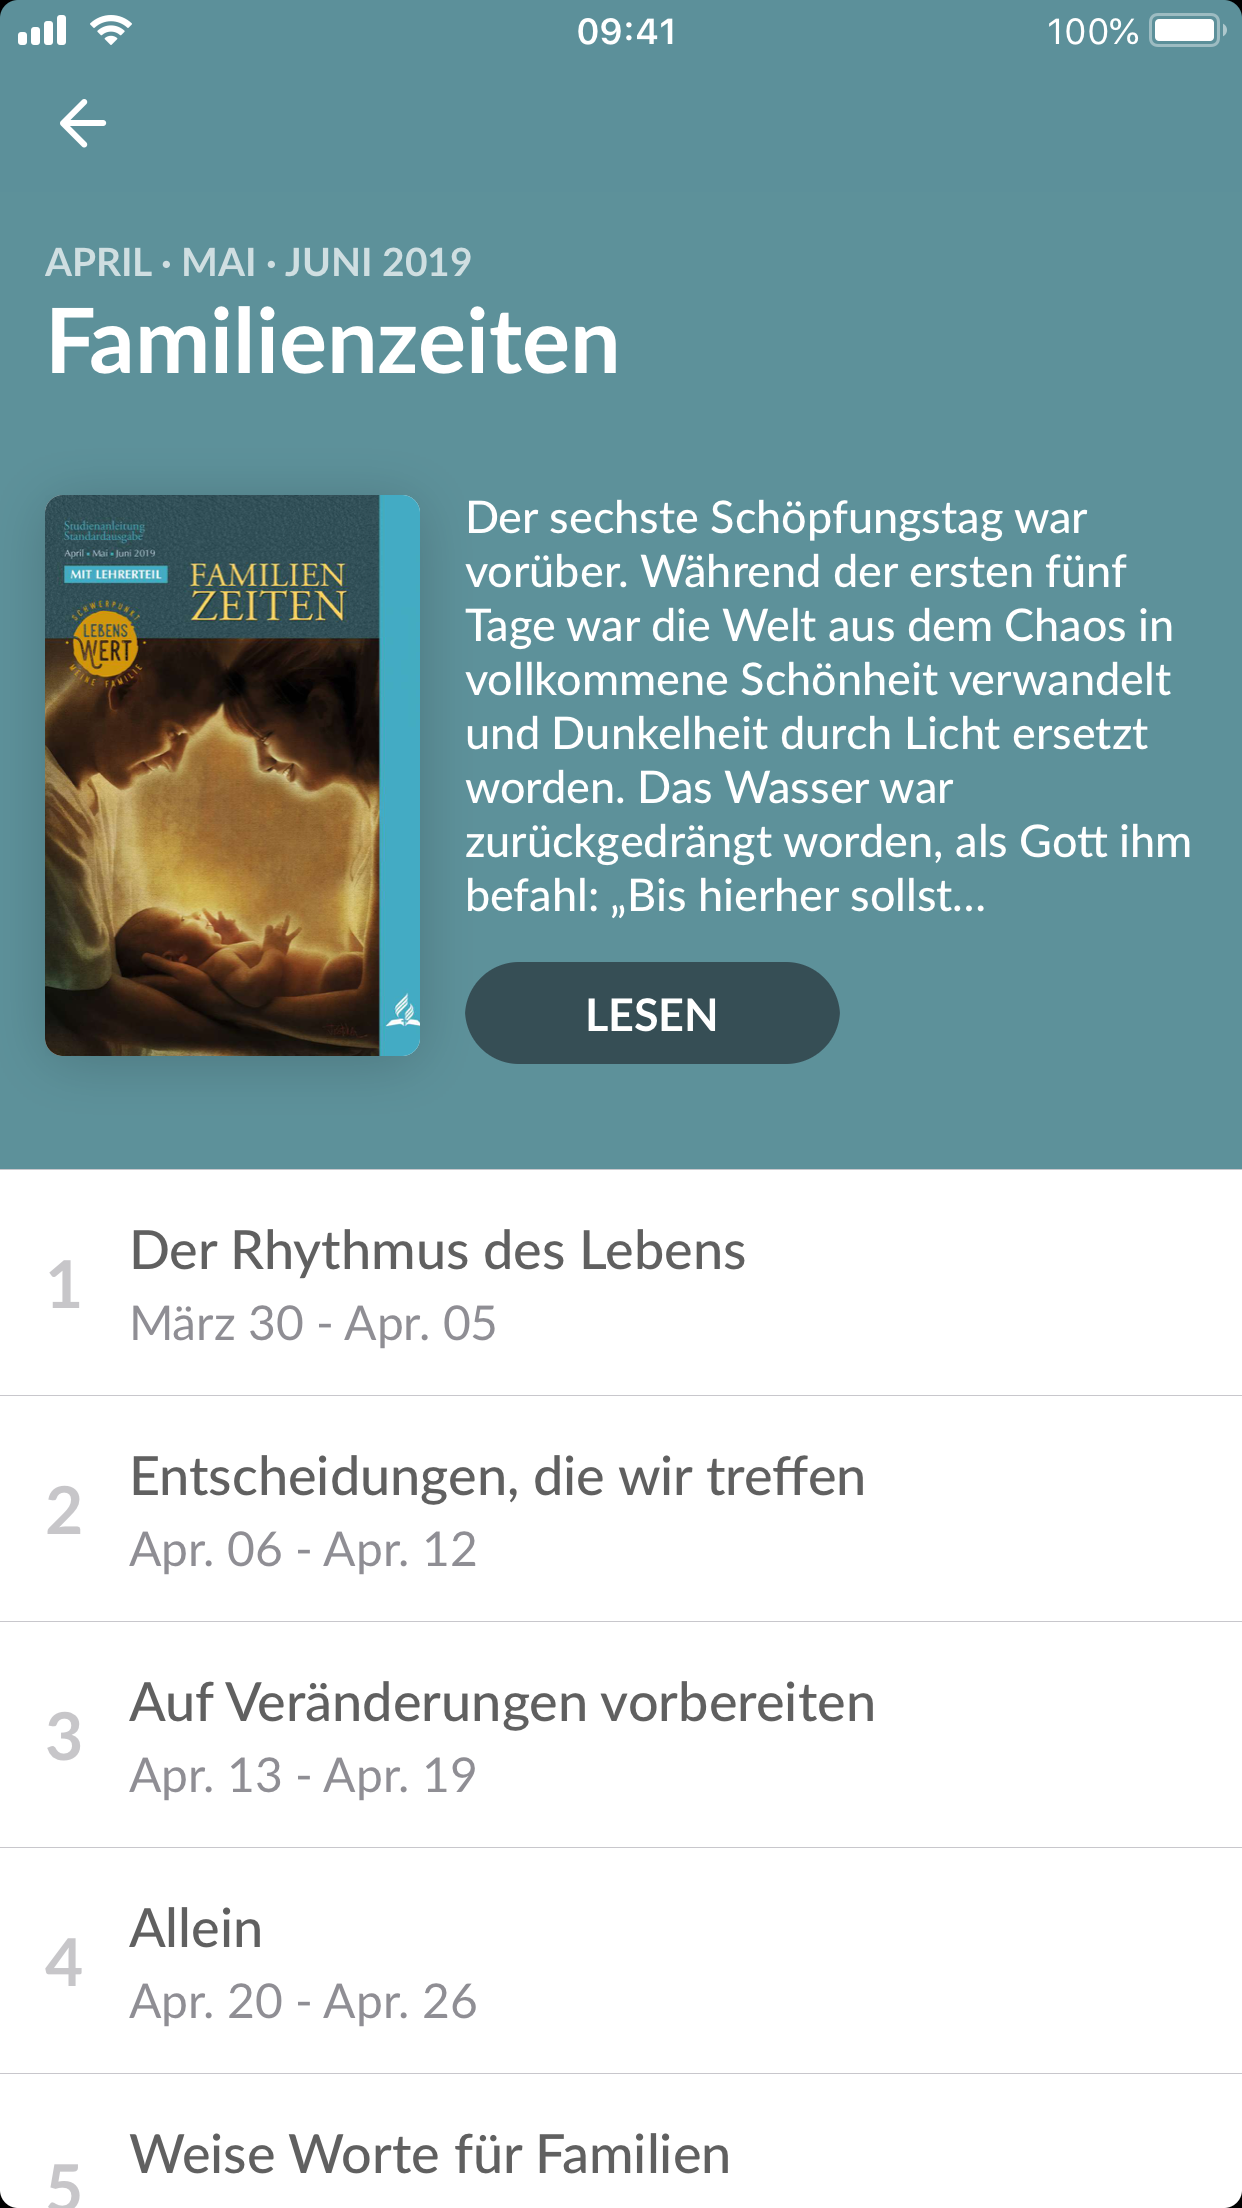 09:41
100%
APRIL · MAI · JUNI 2019
Familienzeiten
Studienanleitung
Standardausgabe
April • Mai • Juni 2019
MIT LEHRERTEIL
FAMILIEN
ZEITEN
SCHWERPUNKT
LEBENS
WERT
MEINE FAMILIE
Der sechste Schöpfungstag war
vorüber. Während der ersten fünf
Tage war die Welt aus dem Chaos in
vollkommene Schönheit verwandelt
und Dunkelheit durch Licht ersetzt
worden. Das Wasser war
zurückgedrängt worden, als Gott ihm
befahl: „Bis hierher sollst...
LESEN
1
Der Rhythmus des Lebens
März 30 - Apr. 05
2
Entscheidungen, die wir treffen
Apr. 06 - Apr. 12
3
Auf Veränderungen vorbereiten
Apr. 13 - Apr. 19
4
Allein
Apr. 20 - Apr. 26
5
Weise Worte für Familien